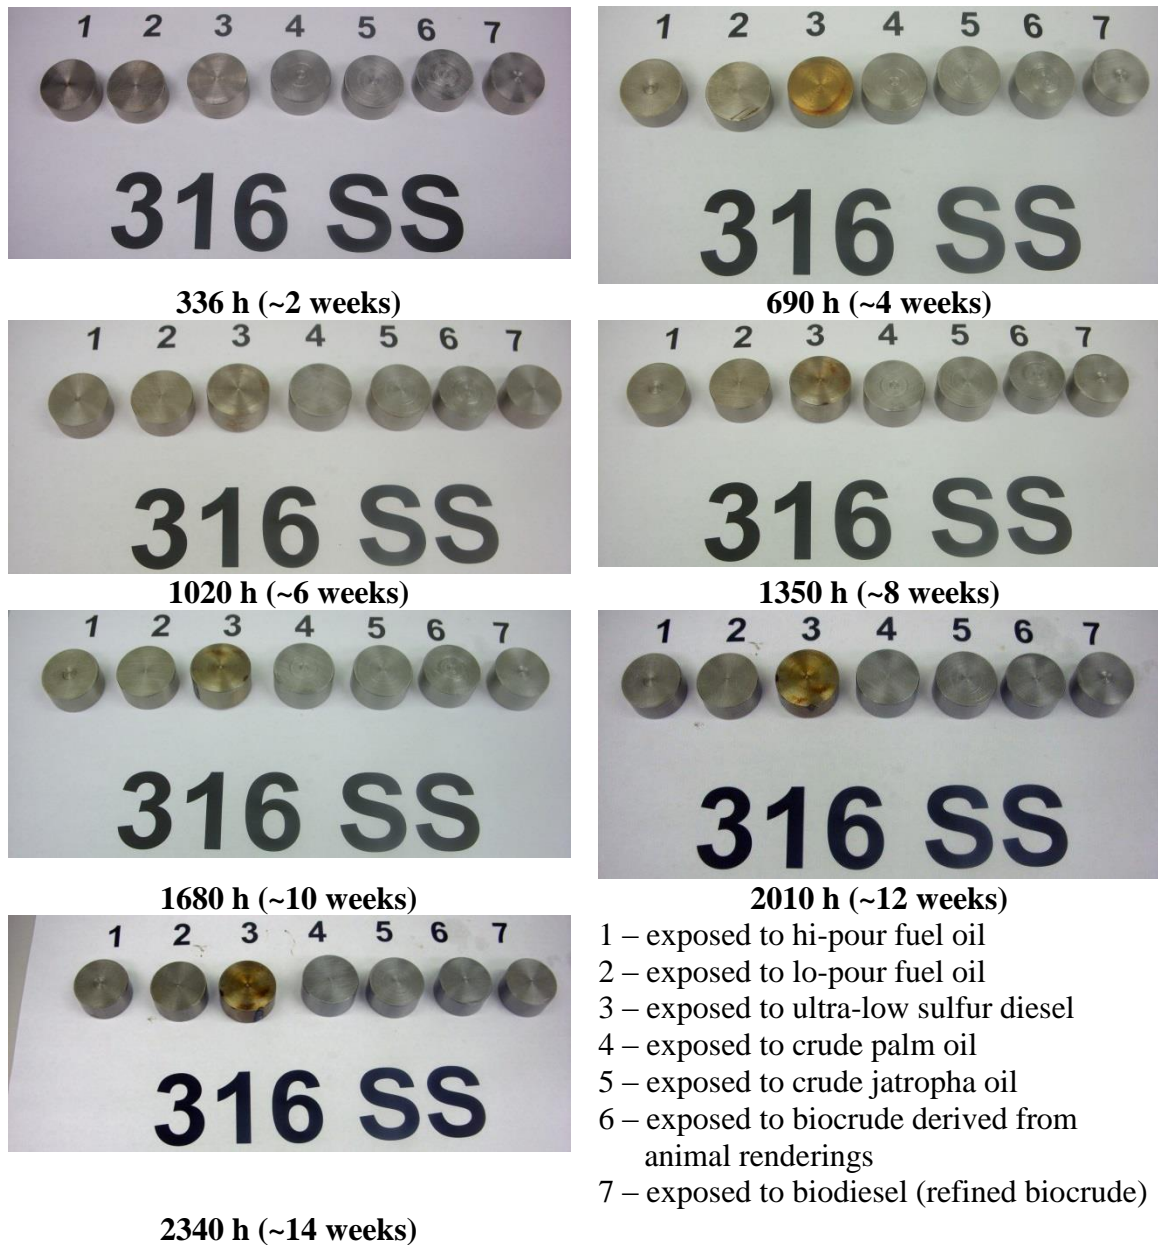 1 2 3 4 5 6 7
316 SS
336 h (~2 weeks)
1 2 3 4 5 6 7
316 SS
690 h (~4 weeks)
1 2 3 4 5 6 7
316 SS
1020 h (~6 weeks)
1 2 3 4 5 6 7
316 SS
1350 h (~8 weeks)
1 2 3 4 5 6 7
316 SS
1680 h (~10 weeks)
1 2 3 4 5 6 7
316 SS
2010 h (~12 weeks)
1 2 3 4 5 6 7
316 SS
2340 h (~14 weeks)
1 – exposed to hi-pour fuel oil
2 – exposed to lo-pour fuel oil
3 – exposed to ultra-low sulfur diesel
4 – exposed to crude palm oil
5 – exposed to crude jatropha oil
6 – exposed to biocrude derived from
animal renderings
7 – exposed to biodiesel (refined biocrude)